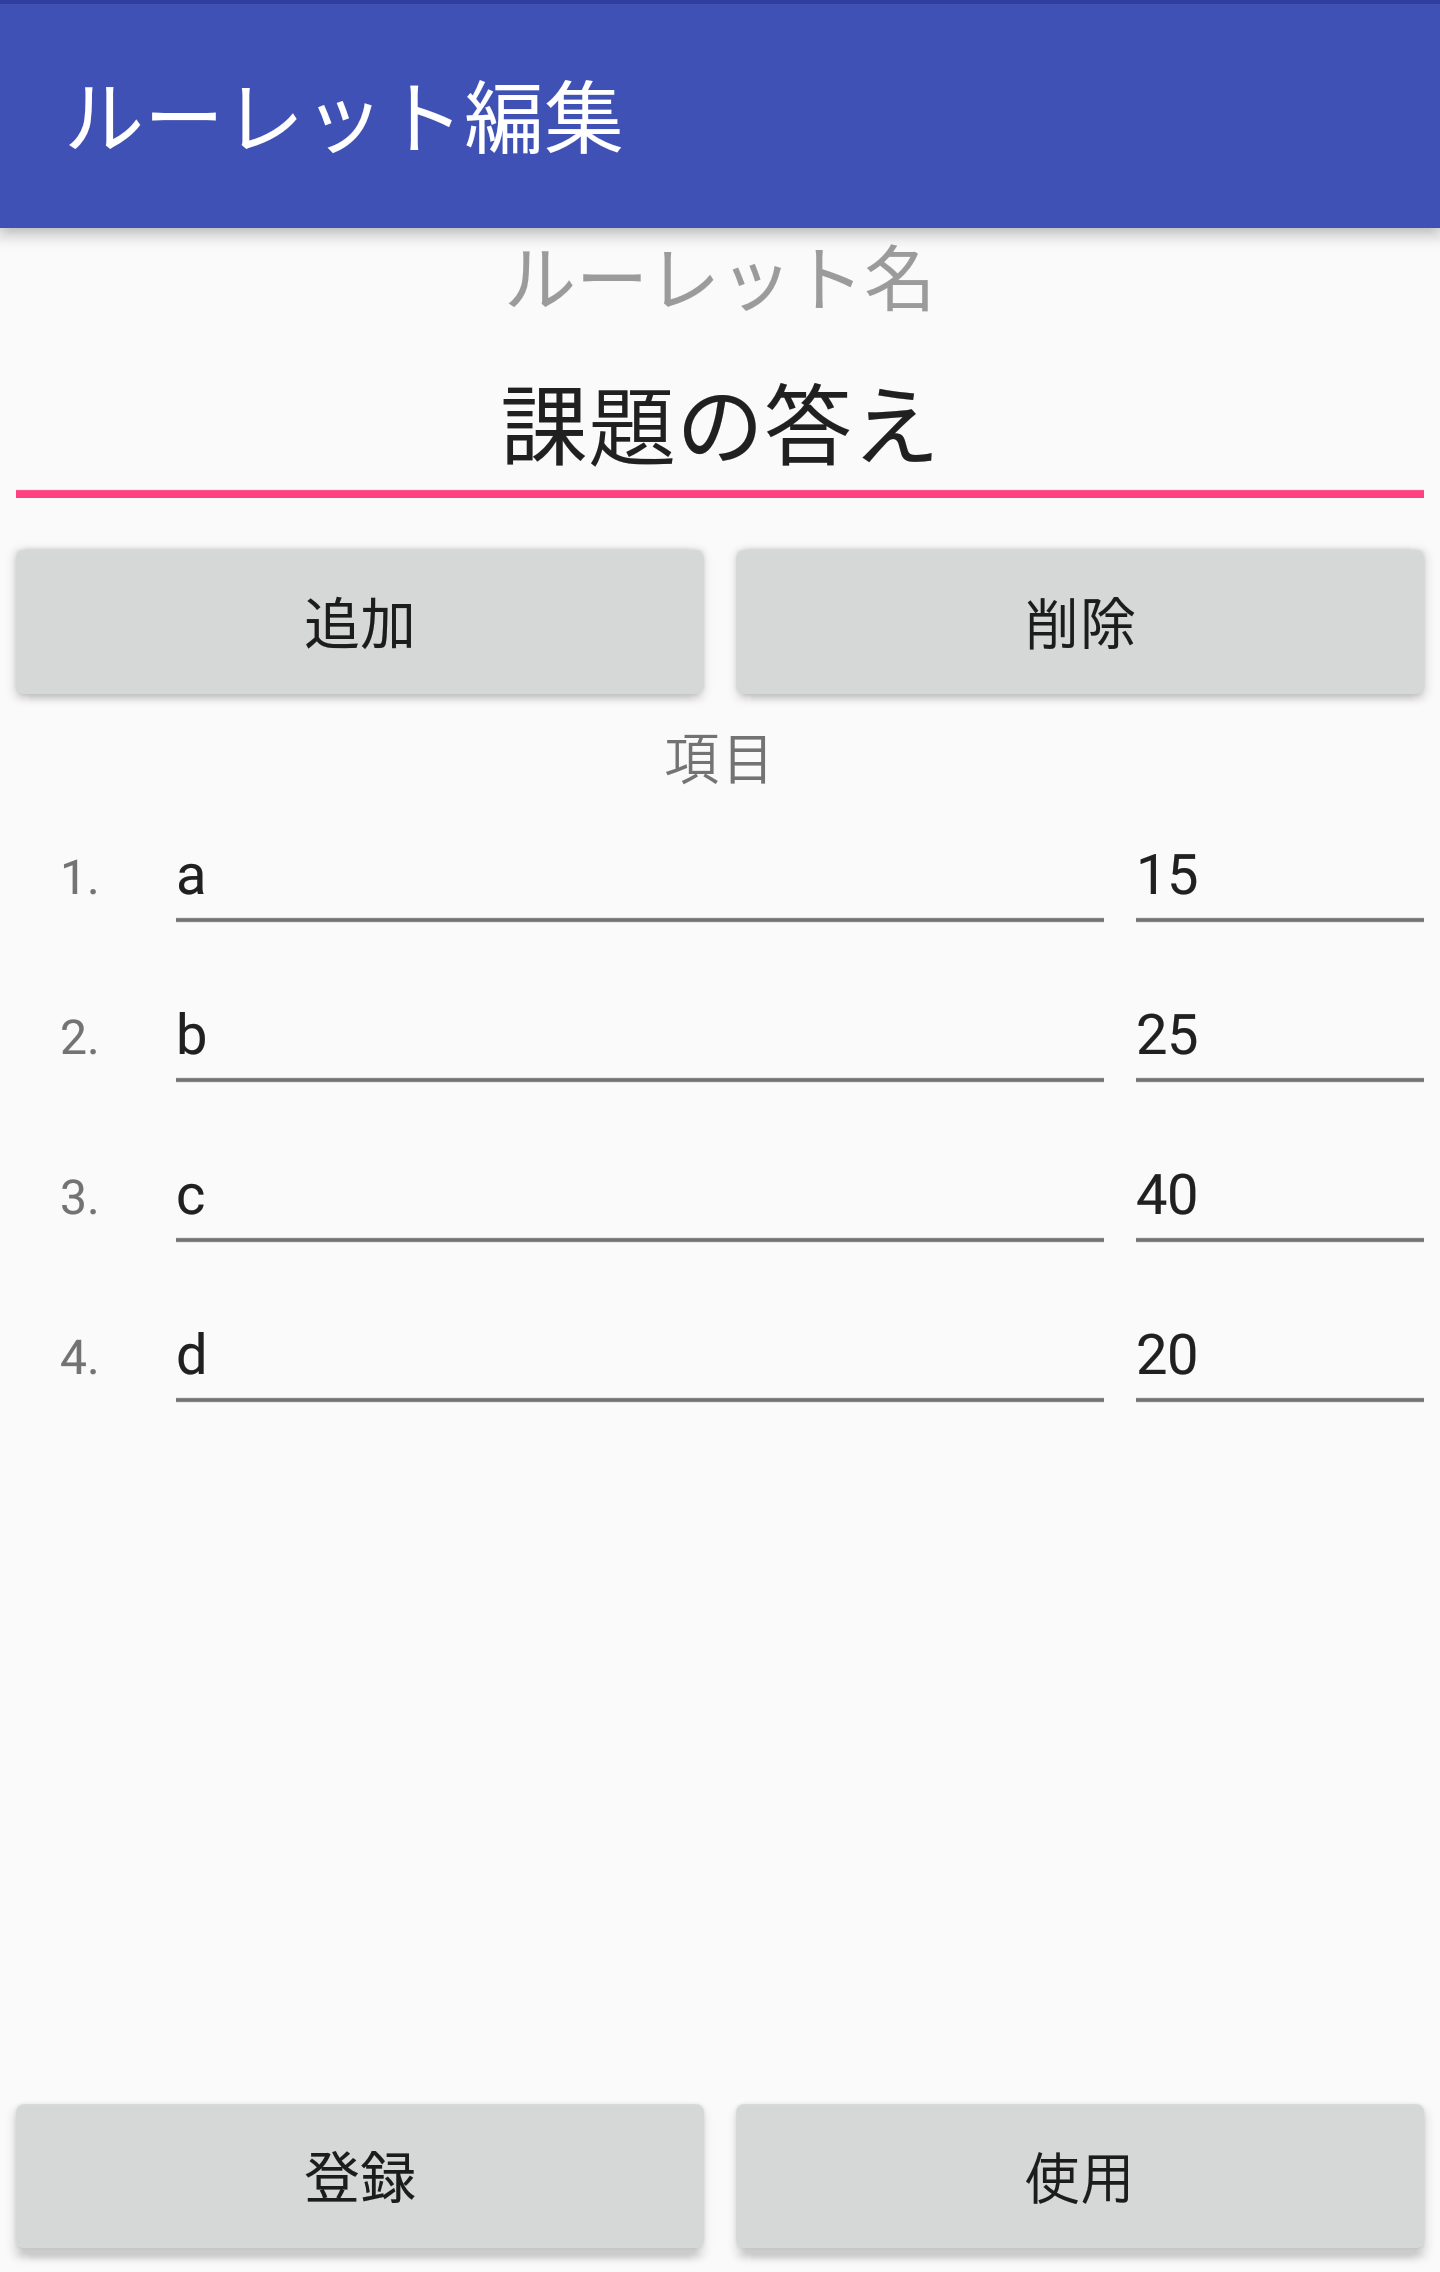 ルーレット編集
ルーレット名
課題の答え
追加 削除
項目
1. a 15
2. b 25
3. c 40
4. d 20
登録 使用